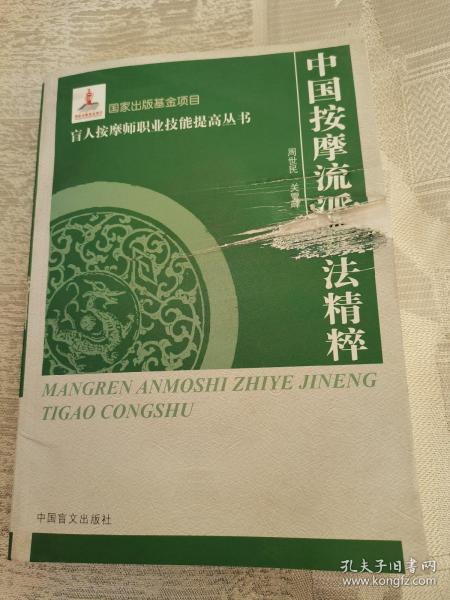 国家出版基金项目
盲人按摩师职业技能提高丛书
中国按摩流派法精粹
周世民 关
MANGREN ANMOSHI ZHIYE JINENG
TIGAO CONGSHU
中国盲文出版社
孔夫子旧书网
www.kongfz.com